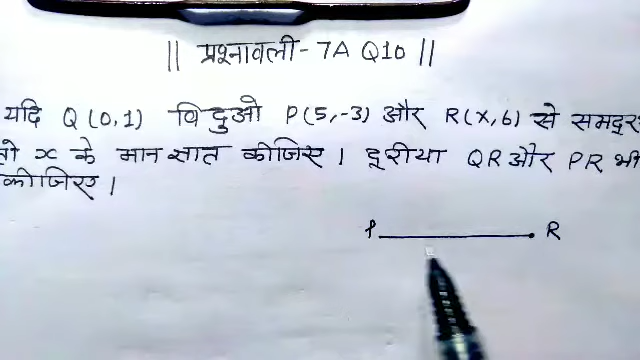 || प्रश्नावली - 7A Q10 ||
यदि Q (0,1) विदुओ P(5,-3) और R(x,6) से समदूर
तो x के मान सात कीजिए । दूरीया QR और PR भी
कीजिए ।
P R